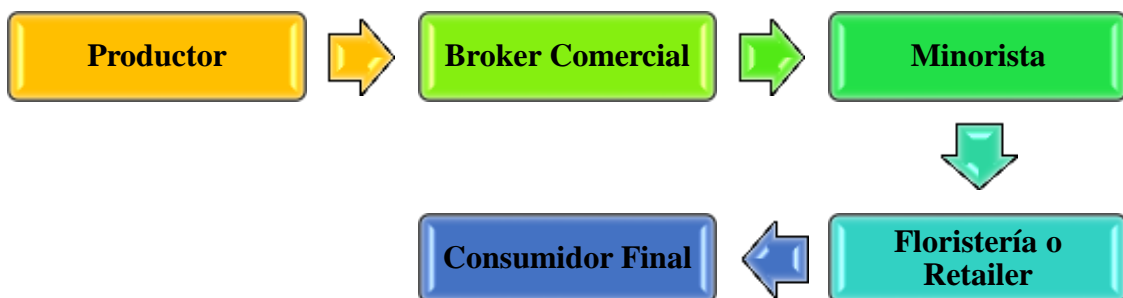 Productor
Broker Comercial
Minorista
Floristería o
Retailer
Consumidor Final